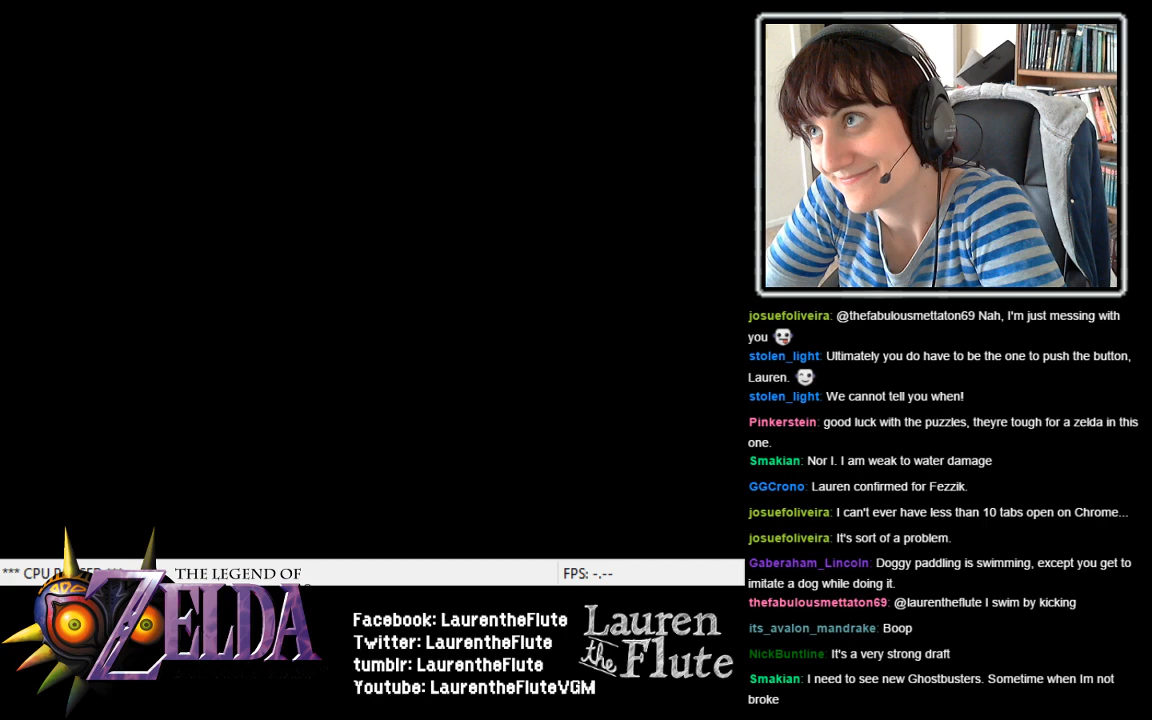 josuefoliveira: @thefabulousmettaton69 Nah, I'm just messing with
you
stolen_light: Ultimately you do have to be the one to push the button,
Lauren.
stolen_light: We cannot tell you when!
Pinkerstein: good luck with the puzzles, theyre tough for a zelda in this
one.
Smakian: Nor I. I am weak to water damage
GGCrono: Lauren confirmed for Fezzik.
josuefoliveira: I can't ever have less than 10 tabs open on Chrome...
josuefoliveira: It's sort of a problem.
Gaberaham_Lincoln: Doggy paddling is swimming, except you get to
imitate a dog while doing it.
thefabulousmettaton69: @laurentheflute I swim by kicking
its_avalon_mandrake: Boop
NickBuntline: It's a very strong draft
Smakian: I need to see new Ghostbusters. Sometime when Im not
broke
*** CPU
FPS: -.--
THE LEGEND OF
ZELDA
Facebook: LaurentheFlute
Twitter: LaurentheFlute
tumblr: LaurentheFlute
Youtube: LaurentheFluteVGM
Lauren
the Flute